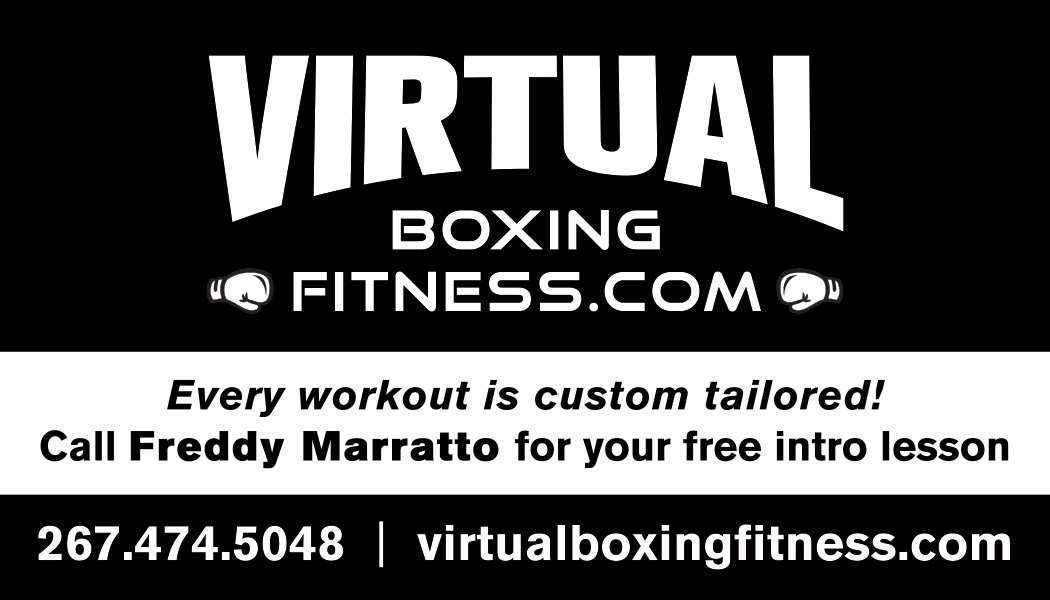 VIRTUAL
BOXING
FITNESS.COM
Every workout is custom tailored!
Call Freddy Marratto for your free intro lesson
267.474.5048 | virtualboxingfitness.com